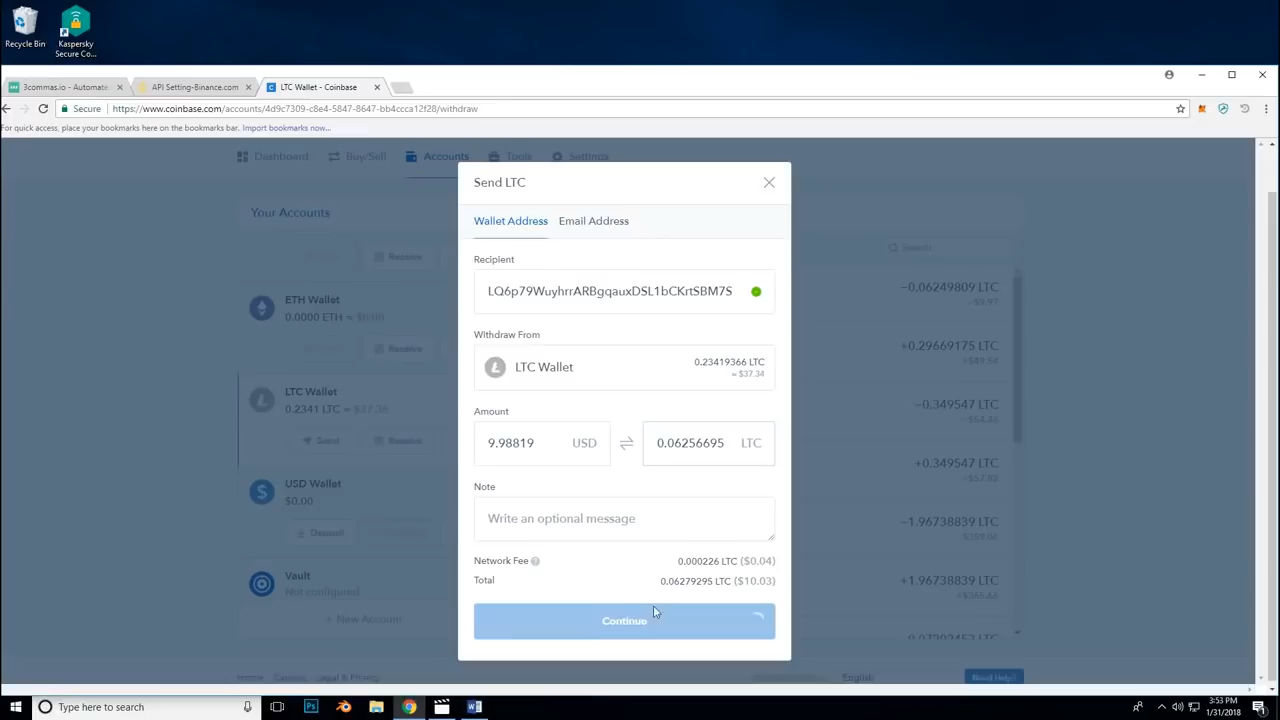 Recycle Bin
Kaspersky
Secure Co...
3commas.io - Automate
API Setting-Binance.com
LTC Wallet - Coinbase
Secure
https://www.coinbase.com/accounts/4d9c7309-c8e4-5847-8647-bb4ccca12f28/withdraw
For quick access, place your bookmarks here on the bookmarks bar. Import bookmarks now...
Dashboard
Buy/Sell
Accounts
Tools
Settings
Your Accounts
Search
Receive
ETH Wallet
0.0000 ETH ≈ $0.00
Receive
LTC Wallet
0.2341 LTC ≈ $37.36
Send
Receive
USD Wallet
$0.00
Deposit
Vault
Not configured
+ New Account
Send LTC
Wallet Address
Email Address
Recipient
LQ6p79WuyhrrARBgqauxDSL1bCKrtSBM7S
Withdraw From
LTC Wallet
0.23419366 LTC
≈ $37.34
Amount
9.98819 USD
0.06256695 LTC
Note
Write an optional message
Network Fee
0.000226 LTC ($0.04)
Total
0.06279295 LTC ($10.03)
Continue
−0.06249809 LTC
−$9.97
+0.29669175 LTC
−0.349547 LTC
+0.349547 LTC
−1.96738839 LTC
+1.96738839 LTC
Home
Legal & Privacy
English
Need Help?
Type here to search
3:53 PM
1/31/2018